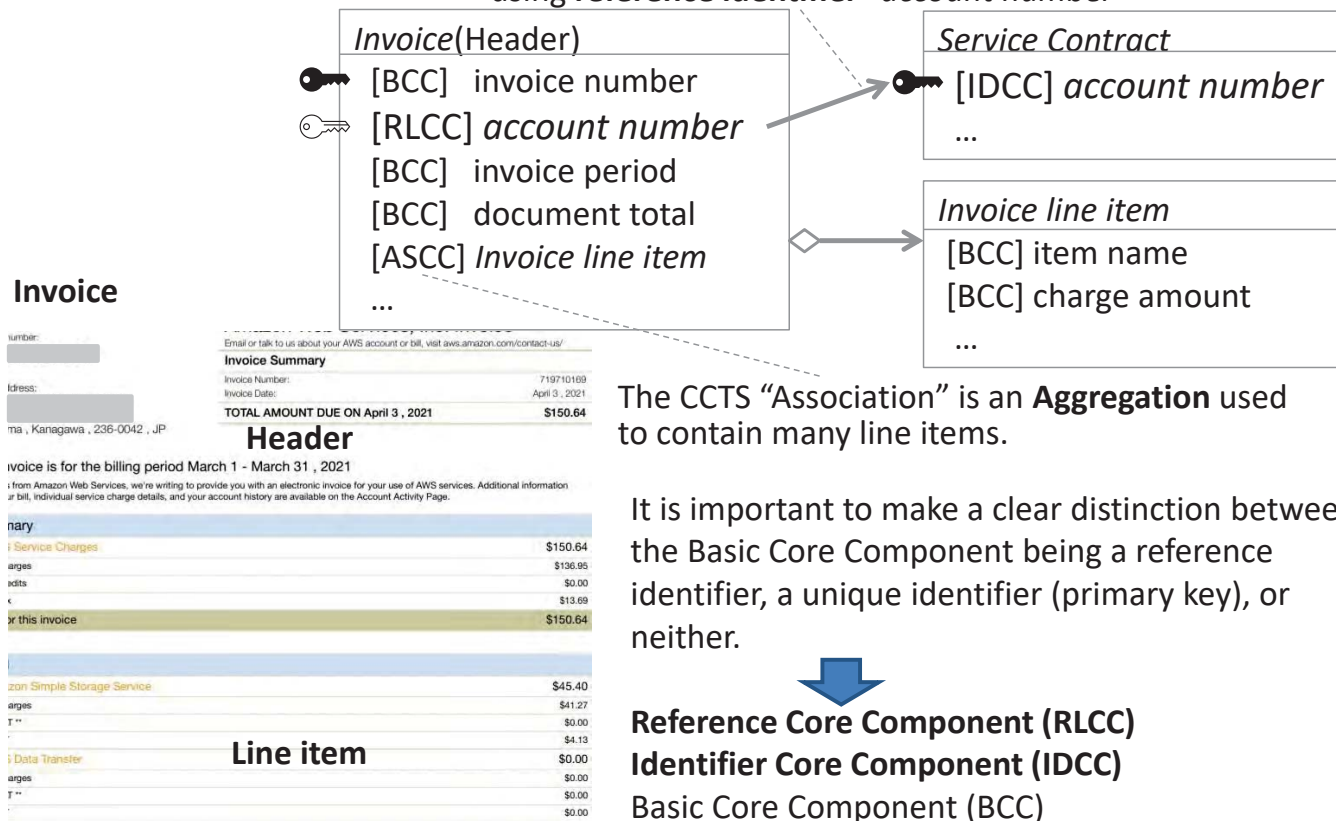 using reference identifier "account number"
Invoice(Header)
[BCC] invoice number
[RLCC] account number
[BCC] invoice period
[BCC] document total
[ASCC] Invoice line item
...
Service Contract
[IDCC] account number
...
Invoice line item
[BCC] item name
[BCC] charge amount
...
Invoice
Email or talk to us about your AWS account or bill, visit aws.amazon.com/contact-us/
Invoice Summary
Invoice Number: 719710169
Invoice Date: April 3 , 2021
TOTAL AMOUNT DUE ON April 3 , 2021 $150.64
, Kanagawa , 236-0042 , JP
Header
is for the billing period March 1 - March 31 , 2021
from Amazon Web Services, we're writing to provide you with an electronic invoice for your use of AWS services. Additional information
bill, individual service charge details, and your account history are available on the Account Activity Page.
Service Charges $150.64
$136.95
$0.00
$13.69
this invoice $150.64
Simple Storage Service $45.40
$41.27
$0.00
$4.13
Data Transfer $0.00
$0.00
$0.00
$0.00
Line item
The CCTS “Association” is an Aggregation used
to contain many line items.
It is important to make a clear distinction betwee
the Basic Core Component being a reference
identifier, a unique identifier (primary key), or
neither.
Reference Core Component (RLCC)
Identifier Core Component (IDCC)
Basic Core Component (BCC)